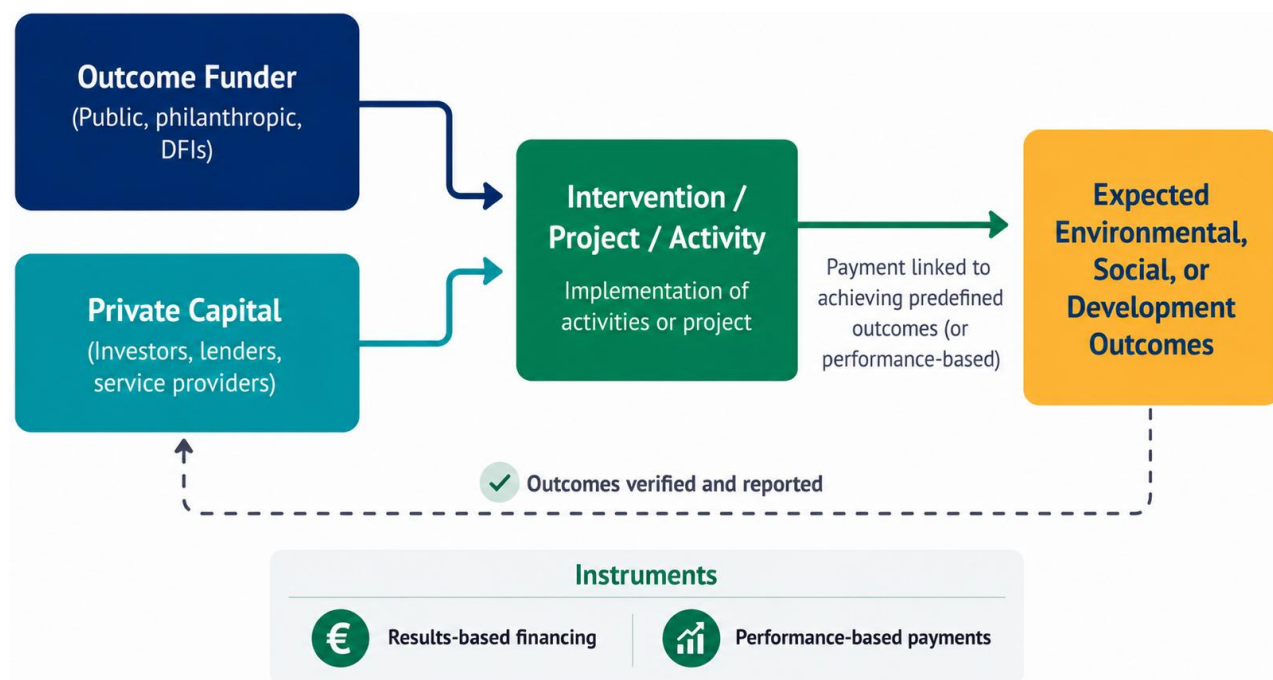 Outcome Funder
(Public, philanthropic,
DFIs)
Private Capital
(Investors, lenders,
service providers)
Intervention /
Project / Activity
Implementation of
activities or project
Payment linked to
achieving predefined
outcomes (or
performance-based)
Expected
Environmental,
Social, or
Development
Outcomes
Outcomes verified and reported
Instruments
€ Results-based financing
Performance-based payments